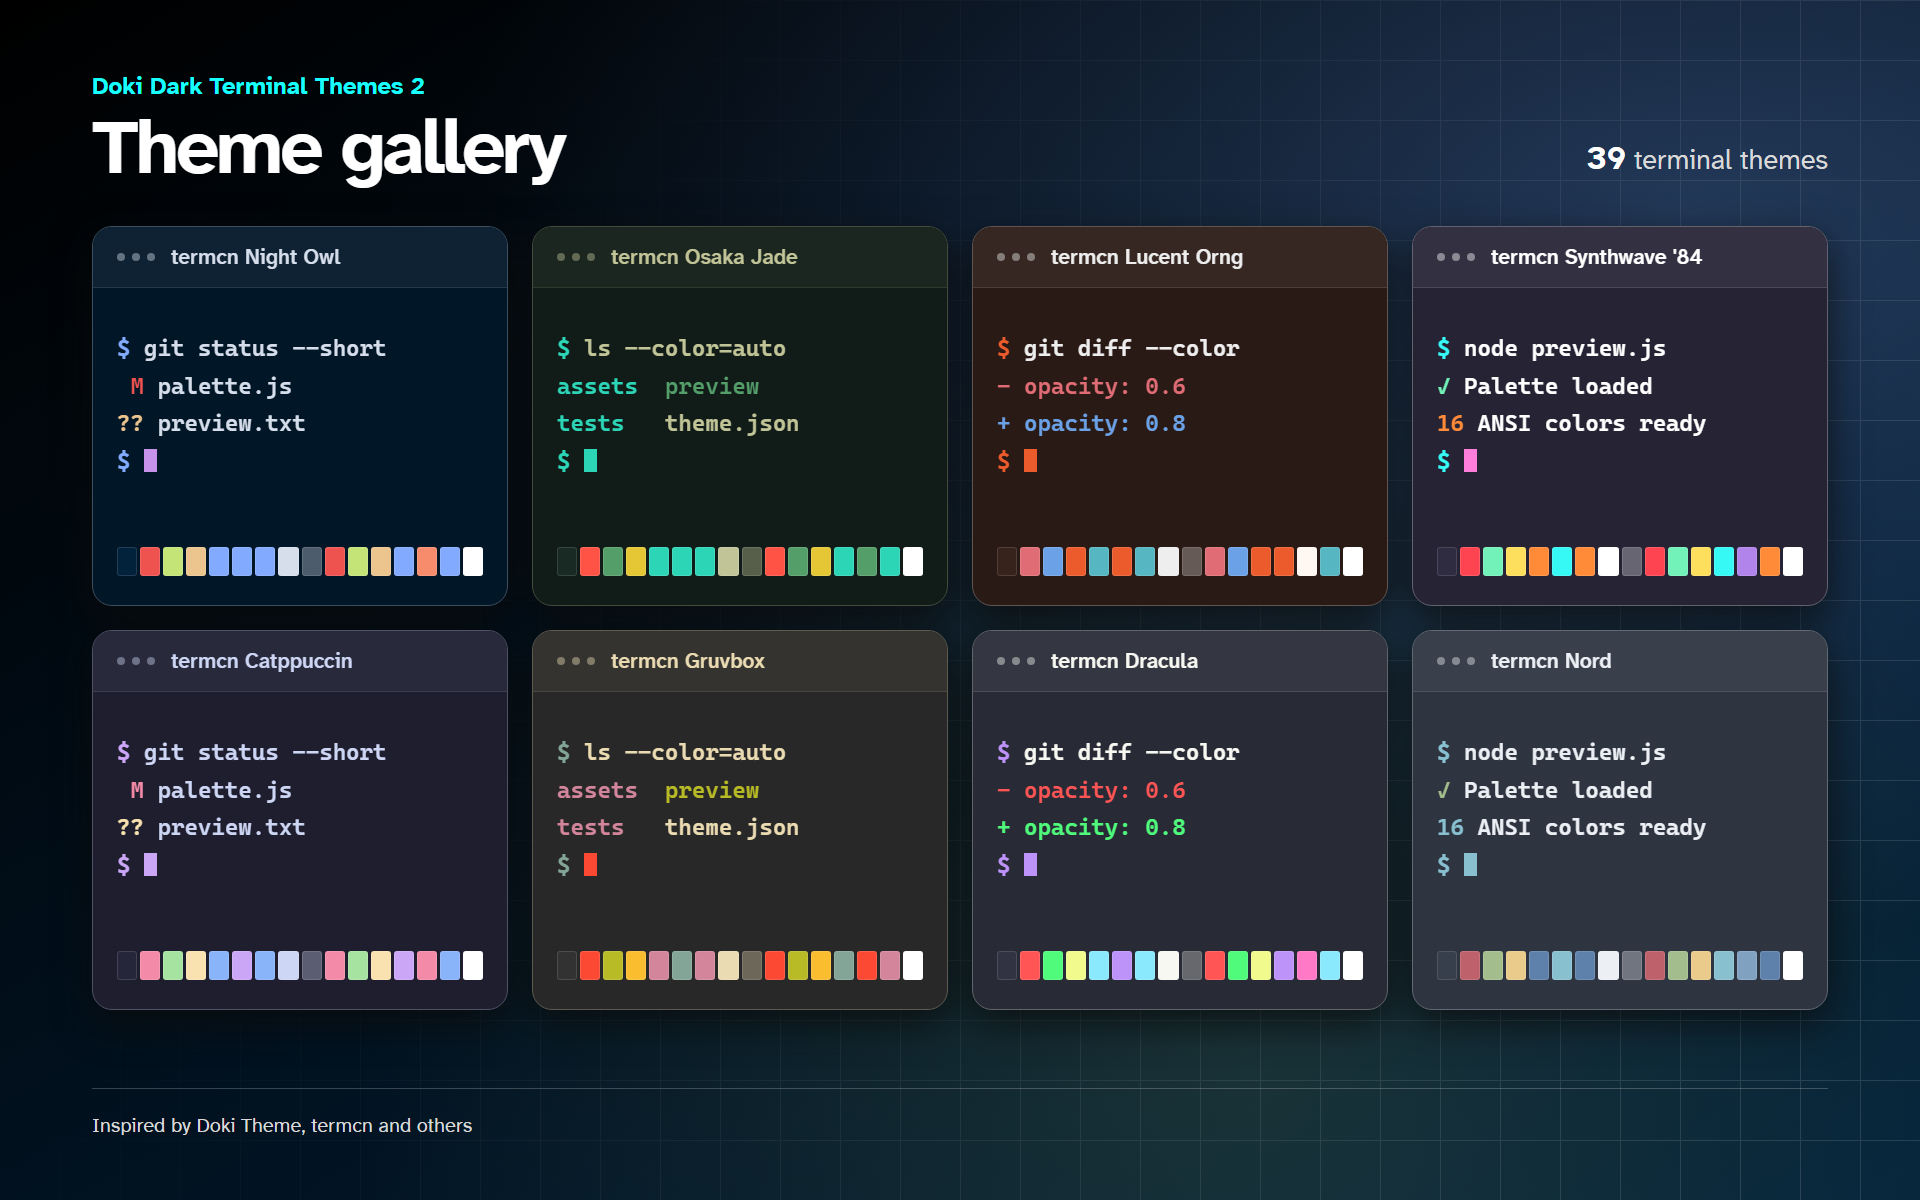 Doki Dark Terminal Themes 2
Theme gallery
39 terminal themes
termcn Night Owl
$ git status --short
M palette.js
?? preview.txt
$
termcn Osaka Jade
$ ls --color=auto
assets preview
tests theme.json
$
termcn Lucent Orng
$ git diff --color
- opacity: 0.6
+ opacity: 0.8
$
termcn Synthwave '84
$ node preview.js
✓ Palette loaded
16 ANSI colors ready
$
termcn Catppuccin
$ git status --short
M palette.js
?? preview.txt
$
termcn Gruvbox
$ ls --color=auto
assets preview
tests theme.json
$
termcn Dracula
$ git diff --color
- opacity: 0.6
+ opacity: 0.8
$
termcn Nord
$ node preview.js
✓ Palette loaded
16 ANSI colors ready
$
Inspired by Doki Theme, termcn and others